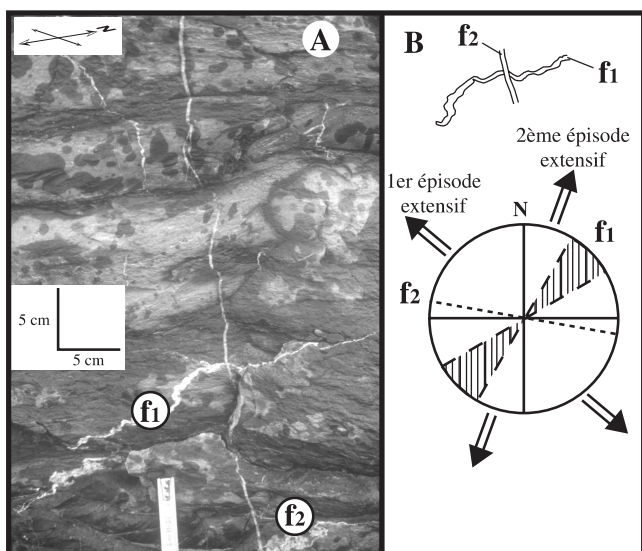 N
A
5 cm
5 cm
f1
f2
B
f2
f1
2ème épisode
extensif
1er épisode
extensif
N
f1
f2